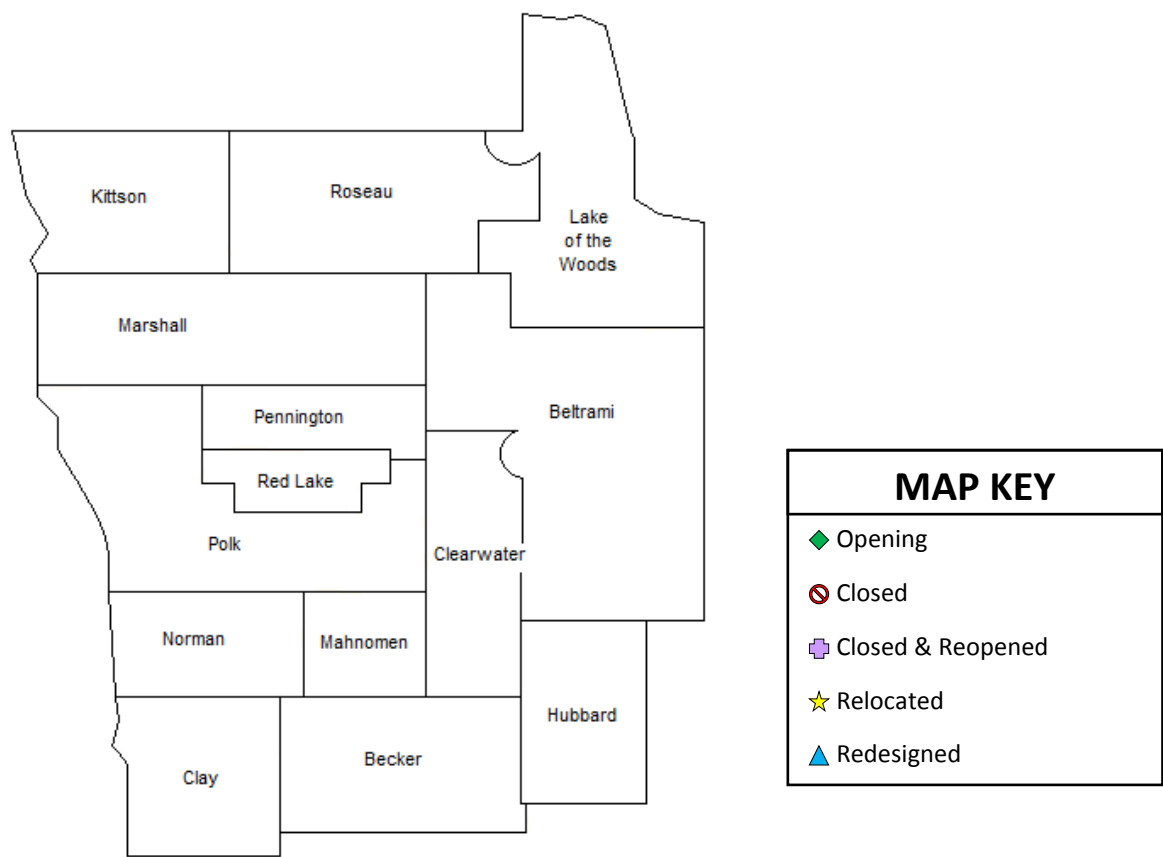 Kittson
Roseau
Lake
of the
Woods
Marshall
Pennington
Beltrami
Red Lake
Polk
Clearwater
Norman
Mahnomen
Hubbard
Becker
Clay
MAP KEY
Opening
Closed
Closed & Reopened
Relocated
Redesigned